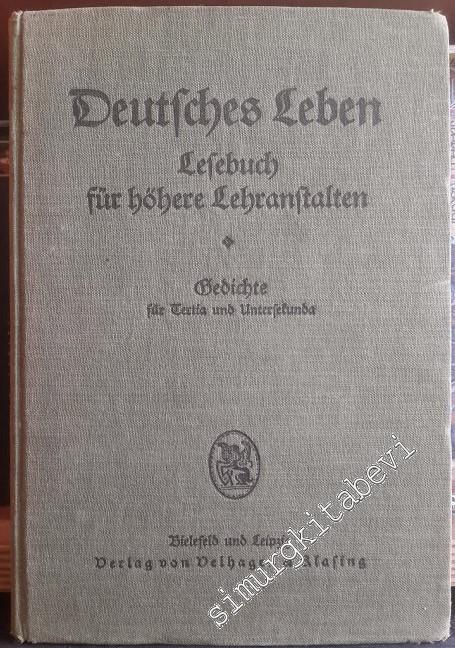 Deutsches Leben
Lesebuch
für höhere Lehranstalten
Gedichte
für Tertia und Untersekunda
Bielefeld und Leipzig
Verlag von Velhagen & Klasing
simurgkitabevi